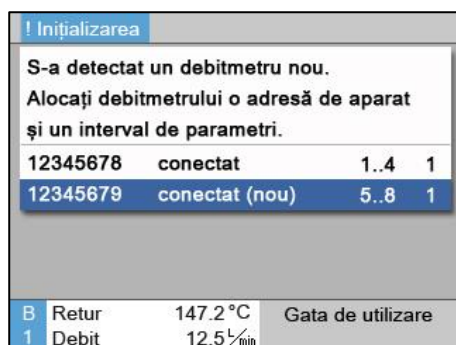 ! Inițializarea
S-a detectat un debitmetru nou.
Alocați debitmetrului o adresă de aparat
și un interval de parametri.
12345678 conectat 1..4 1
12345679 conectat (nou) 5..8 1
B Retur 147.2 °C Gata de utilizare
1 Debit 12.5 L/min